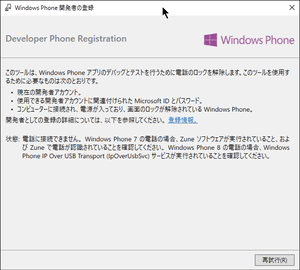 Windows Phone 開発者の登録
Developer Phone Registration
Windows Phone
このツールは、Windows Phone アプリのデバッグとテストを行うために電話のロックを解除します。このツールを使用するために必要なものは次のとおりです。
• 現在の開発者アカウント。
• 使用できる開発者アカウントに関連付けられた Microsoft ID とパスワード。
• コンピューターに接続され、電源が入っており、画面のロックが解除されている Windows Phone。
開発者としての登録の詳細については、以下を参照してください。登録情報。
状態: 電話に接続できません。Windows Phone 7 の電話の場合、Zune ソフトウェアが実行されていること、および Zune で電話が認識されていることを確認してください。Windows Phone 8 の電話の場合、Windows Phone IP Over USB Transport (IpOverUsbSvc) サービスが実行されていることを確認してください。
再試行(R)